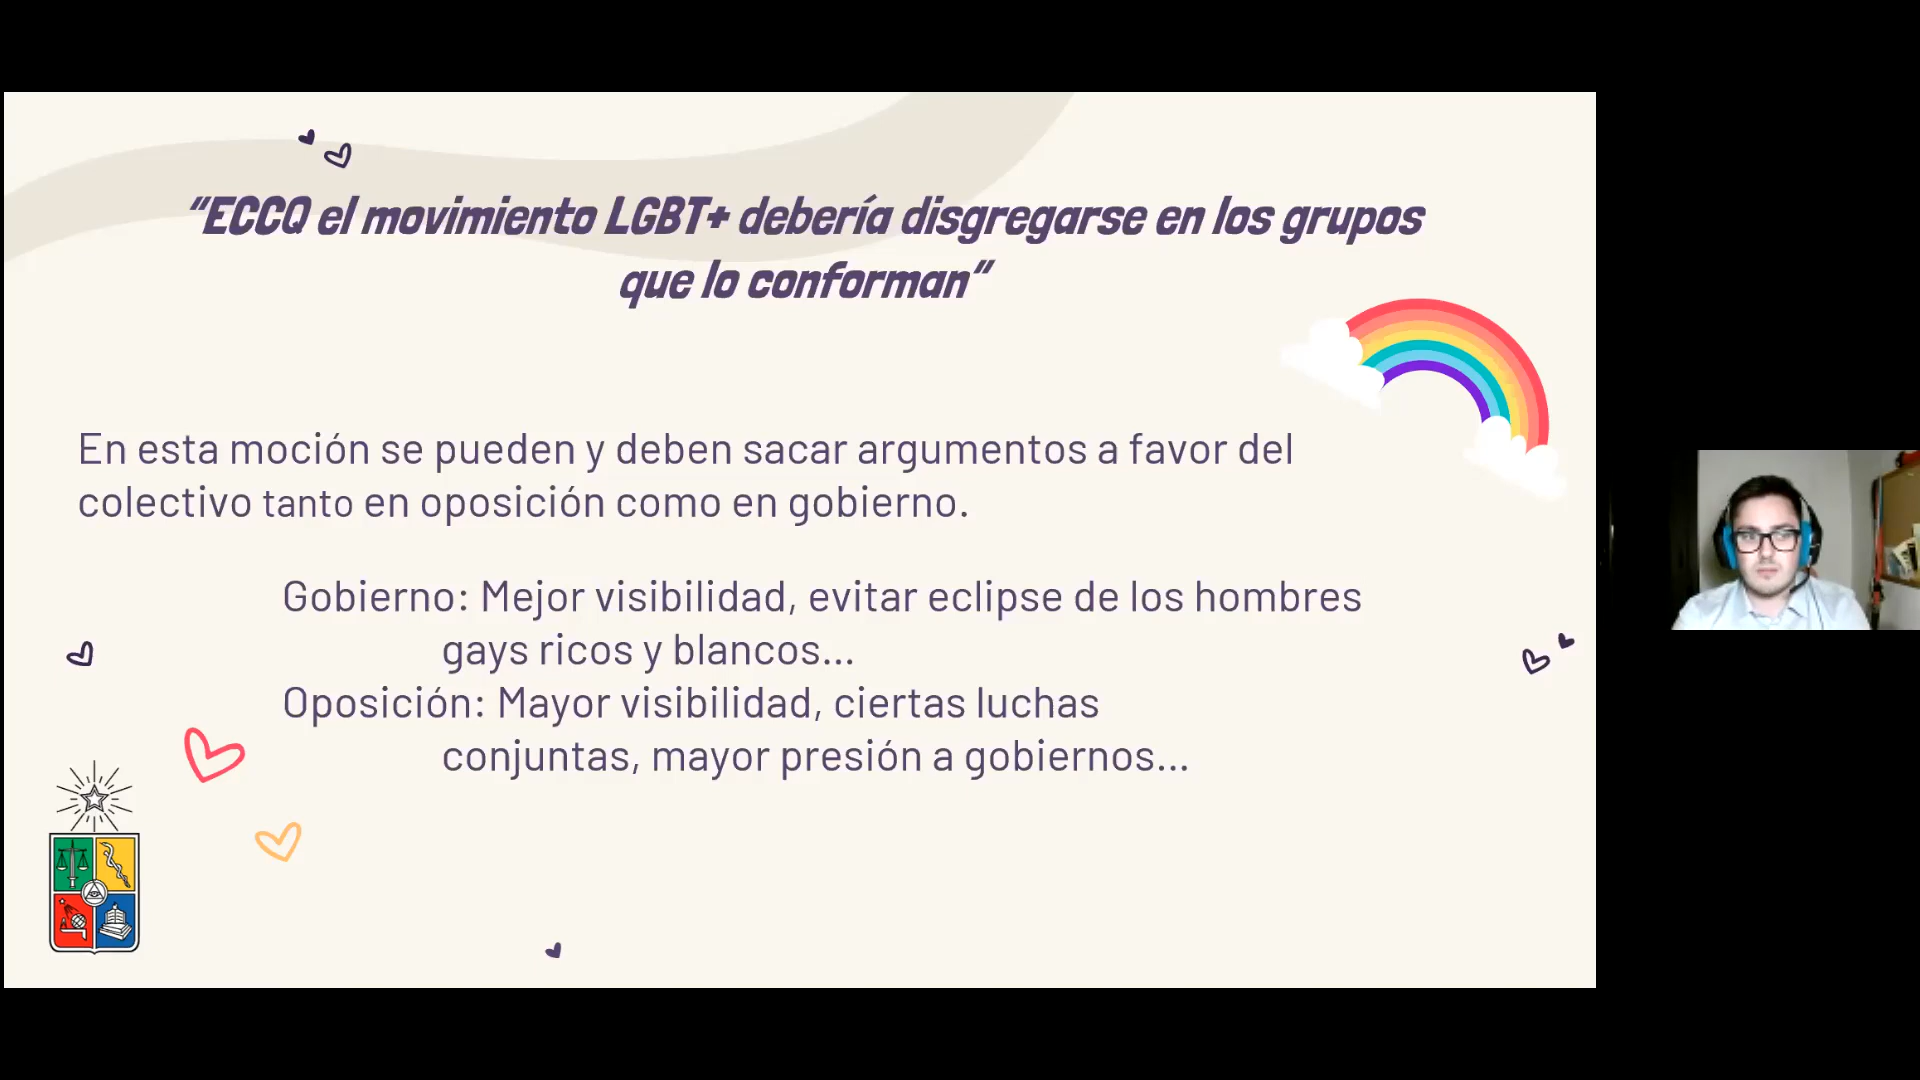 “ECCQ el movimiento LGBT+ debería disgregarse en los grupos
que lo conforman”
En esta moción se pueden y deben sacar argumentos a favor del
colectivo tanto en oposición como en gobierno.
Gobierno: Mejor visibilidad, evitar eclipse de los hombres
gays ricos y blancos...
Oposición: Mayor visibilidad, ciertas luchas
conjuntas, mayor presión a gobiernos...